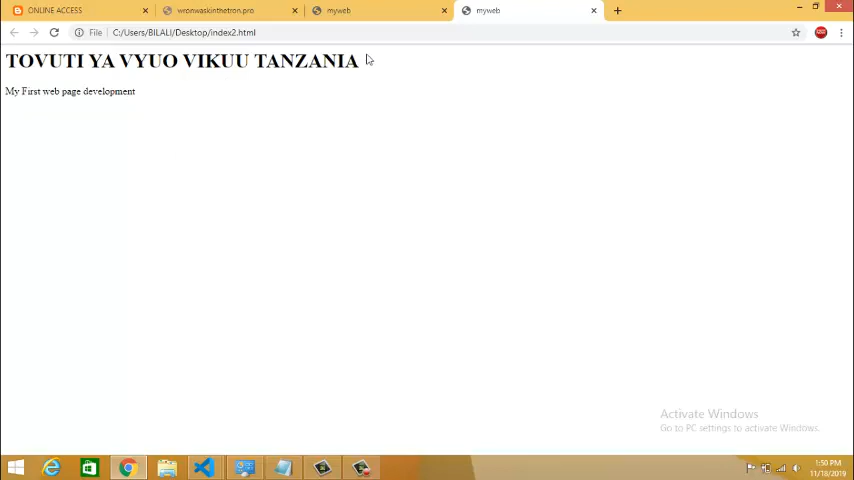 ONLINE ACCESS
wronwaskinthetron.pro
myweb
myweb
File
C:/Users/BILALI/Desktop/index2.html
TOVUTI YA VYUO VIKUU TANZANIA
My First web page development
Activate Windows
Go to PC settings to activate Windows.
1:50 PM
11/18/2019